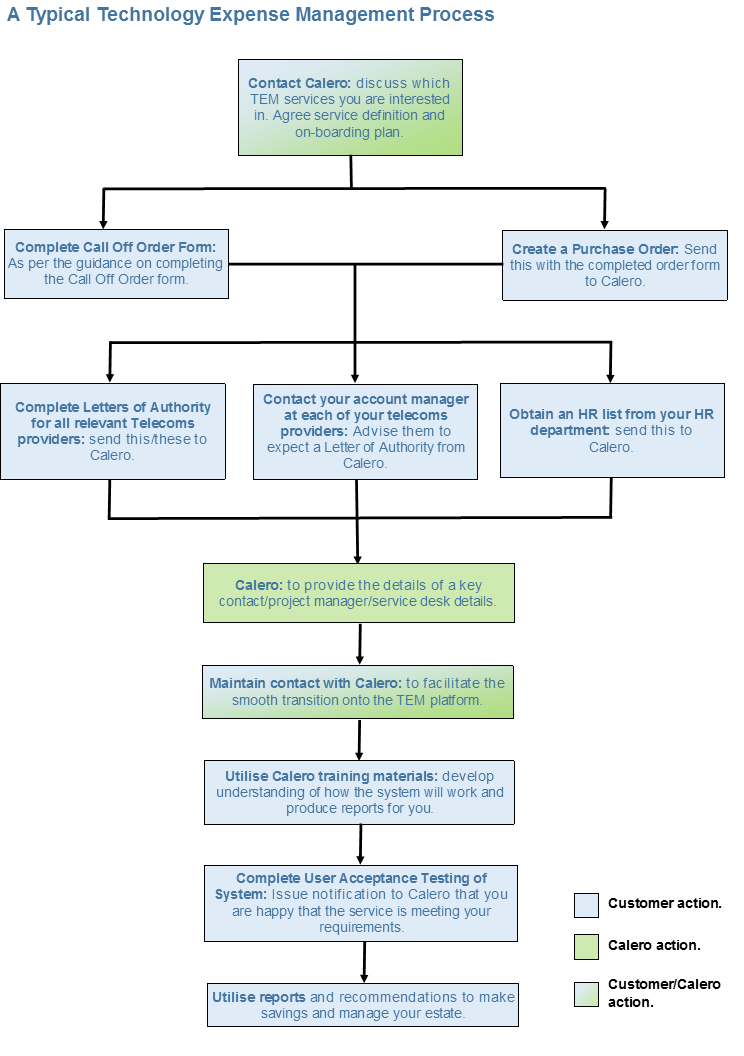 A Typical Technology Expense Management Process
Contact Calero: discuss which
TEM services you are interested
in. Agree service definition and
on-boarding plan.
Complete Call Off Order Form:
As per the guidance on completing
the Call Off Order form.
Create a Purchase Order: Send
this with the completed order form
to Calero.
Complete Letters of Authority
for all relevant Telecoms
providers: send this/these to
Calero.
Contact your account manager
at each of your telecoms
providers: Advise them to
expect a Letter of Authority from
Calero.
Obtain an HR list from your HR
department: send this to
Calero.
Calero: to provide the details of a key
contact/project manager/service desk details.
Maintain contact with Calero: to facilitate the
smooth transition onto the TEM platform.
Utilise Calero training materials: develop
understanding of how the system will work and
produce reports for you.
Complete User Acceptance Testing of
System: Issue notification to Calero that you
are happy that the service is meeting your
requirements.
Utilise reports and recommendations to make
savings and manage your estate.
Customer action.
Calero action.
Customer/Calero
action.